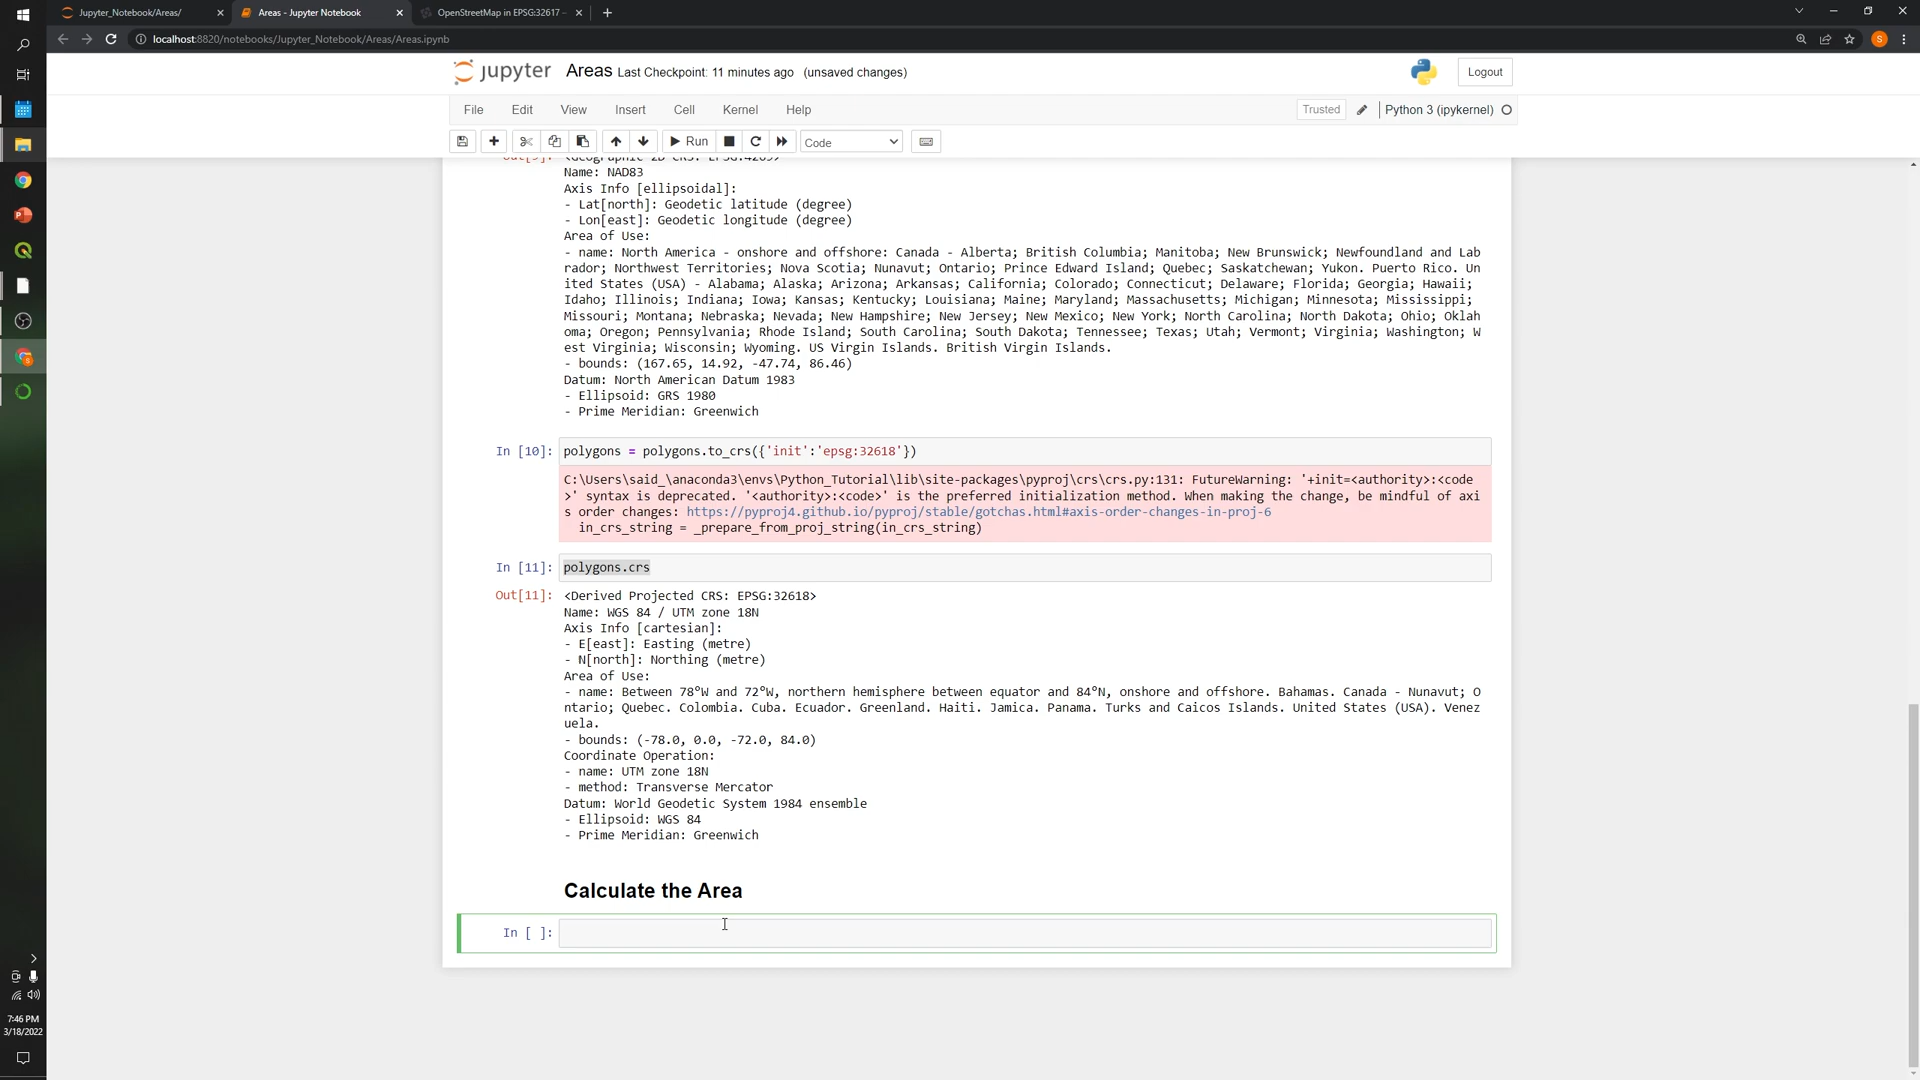 Jupyter_Notebook/Areas/
Areas - Jupyter Notebook
OpenStreetMap in EPSG:32617 -
localhost:8820/notebooks/Jupyter_Notebook/Areas/Areas.ipynb
S
jupyter Areas Last Checkpoint: 11 minutes ago (unsaved changes)
Logout
File Edit View Insert Cell Kernel Help
Trusted Python 3 (ipykernel)
Run Code
Out[9]: <Geographic 2D CRS: EPSG:4269>
Name: NAD83
Axis Info [ellipsoidal]:
- Lat[north]: Geodetic latitude (degree)
- Lon[east]: Geodetic longitude (degree)
Area of Use:
- name: North America - onshore and offshore: Canada - Alberta; British Columbia; Manitoba; New Brunswick; Newfoundland and Lab
rador; Northwest Territories; Nova Scotia; Nunavut; Ontario; Prince Edward Island; Quebec; Saskatchewan; Yukon. Puerto Rico. Un
ited States (USA) - Alabama; Alaska; Arizona; Arkansas; California; Colorado; Connecticut; Delaware; Florida; Georgia; Hawaii;
Idaho; Illinois; Indiana; Iowa; Kansas; Kentucky; Louisiana; Maine; Maryland; Massachusetts; Michigan; Minnesota; Mississippi;
Missouri; Montana; Nebraska; Nevada; New Hampshire; New Jersey; New Mexico; New York; North Carolina; North Dakota; Ohio; Oklah
oma; Oregon; Pennsylvania; Rhode Island; South Carolina; South Dakota; Tennessee; Texas; Utah; Vermont; Virginia; Washington; W
est Virginia; Wisconsin; Wyoming. US Virgin Islands. British Virgin Islands.
- bounds: (167.65, 14.92, -47.74, 86.46)
Datum: North American Datum 1983
- Ellipsoid: GRS 1980
- Prime Meridian: Greenwich
In [10]: polygons = polygons.to_crs({'init':'epsg:32618'})
C:\Users\said_\anaconda3\envs\Python_Tutorial\lib\site-packages\pyproj\crs\crs.py:131: FutureWarning: '+init=<authority>:<code
>' syntax is deprecated. '<authority>:<code>' is the preferred initialization method. When making the change, be mindful of axi
s order changes: https://pyproj4.github.io/pyproj/stable/gotchas.html#axis-order-changes-in-proj-6
in_crs_string = _prepare_from_proj_string(in_crs_string)
In [11]: polygons.crs
Out[11]: <Derived Projected CRS: EPSG:32618>
Name: WGS 84 / UTM zone 18N
Axis Info [cartesian]:
- E[east]: Easting (metre)
- N[north]: Northing (metre)
Area of Use:
- name: Between 78°W and 72°W, northern hemisphere between equator and 84°N, onshore and offshore. Bahamas. Canada - Nunavut; O
ntario; Quebec. Colombia. Cuba. Ecuador. Greenland. Haiti. Jamica. Panama. Turks and Caicos Islands. United States (USA). Venez
uela.
- bounds: (-78.0, 0.0, -72.0, 84.0)
Coordinate Operation:
- name: UTM zone 18N
- method: Transverse Mercator
Datum: World Geodetic System 1984 ensemble
- Ellipsoid: WGS 84
- Prime Meridian: Greenwich
Calculate the Area
In [ ]:
7:46 PM
3/18/2022